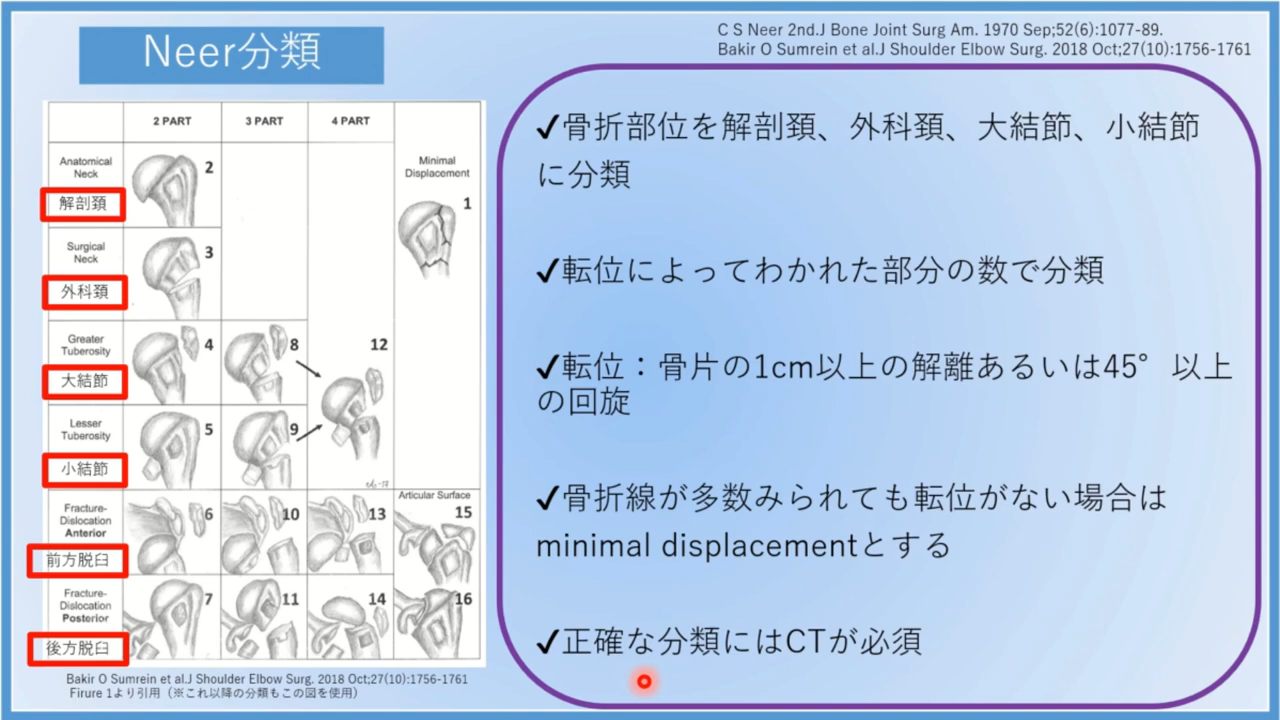 Neer分類
C S Neer 2nd.J Bone Joint Surg Am. 1970 Sep;52(6):1077-89.
Bakir O Sumrein et al.J Shoulder Elbow Surg. 2018 Oct;27(10):1756-1761
2 PART
3 PART
4 PART
Anatomical
Neck
解剖頚
2
Minimal
Displacement
1
Surgical
Neck
外科頚
3
Greater
Tuberosity
大結節
4
8
12
Lesser
Tuberosity
小結節
5
9
Fracture-
Dislocation
Anterior
前方脱臼
6
10
13
Articular Surface
15
Fracture-
Dislocation
Posterior
後方脱臼
7
11
14
16
Bakir O Sumrein et al.J Shoulder Elbow Surg. 2018 Oct;27(10):1756-1761
Firure 1より引用（※これ以降の分類もこの図を使用）
✓骨折部位を解剖頚、外科頚、大結節、小結節
に分類
✓転位によってわかれた部分の数で分類
✓転位：骨片の1cm以上の解離あるいは45°以上
の回旋
✓骨折線が多数みられても転位がない場合は
minimal displacementとする
✓正確な分類にはCTが必須